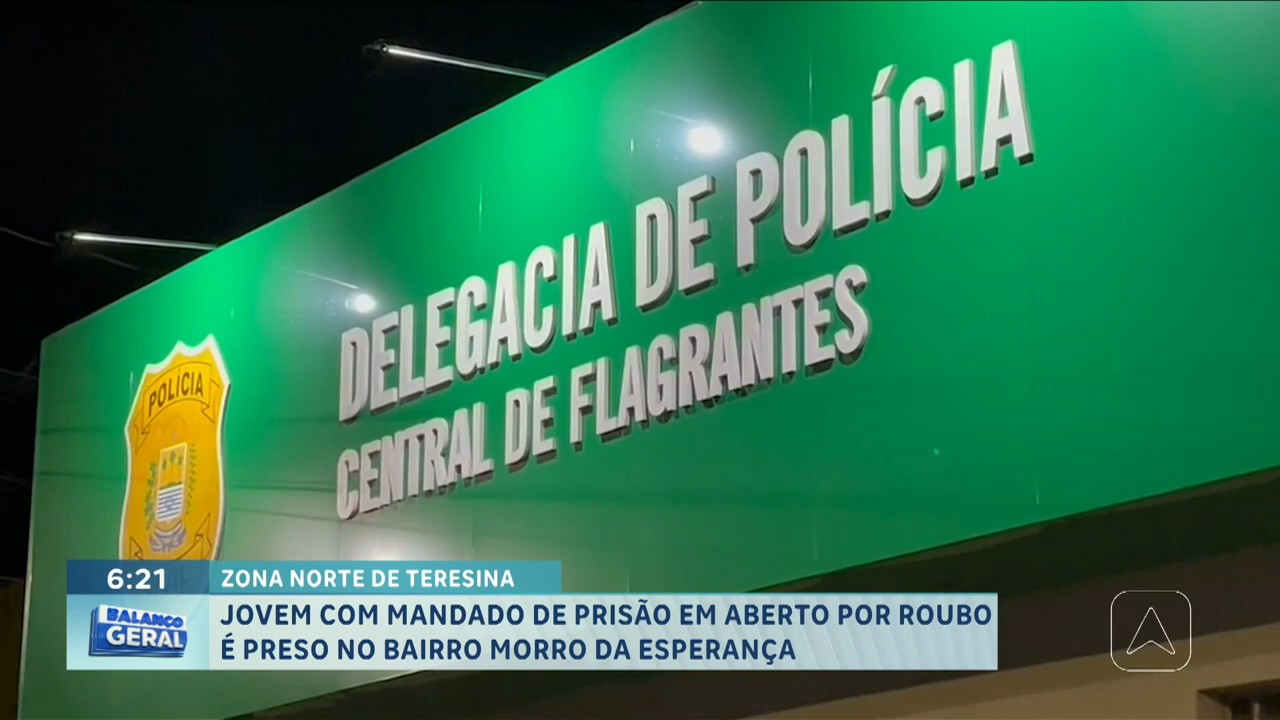 DELEGACIA DE POLÍCIA
CENTRAL DE FLAGRANTES
POLÍCIA
6:21
ZONA NORTE DE TERESINA
BALANÇO
GERAL
JOVEM COM MANDADO DE PRISÃO EM ABERTO POR ROUBO
É PRESO NO BAIRRO MORRO DA ESPERANÇA